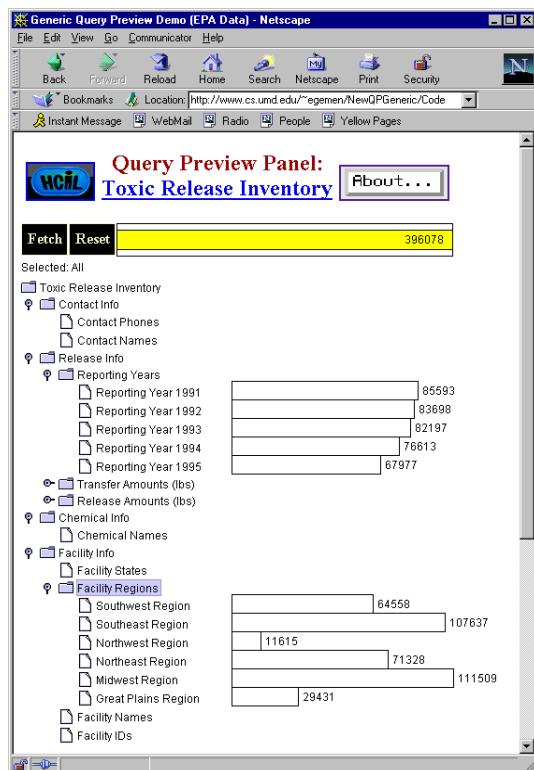 Generic Query Preview Demo (EPA Data) - Netscape
File Edit View Go Communicator Help
Back Forward Reload Home Search Netscape Print Security
N
Bookmarks Location: http://www.cs.umd.edu/~egemen/NewQPGeneric/Code
Instant Message WebMail Radio People Yellow Pages
HCIL
Query Preview Panel:
Toxic Release Inventory
About...
Fetch Reset 396078
Selected: All
Toxic Release Inventory
Contact Info
Contact Phones
Contact Names
Release Info
Reporting Years
Reporting Year 1991 85593
Reporting Year 1992 83698
Reporting Year 1993 82197
Reporting Year 1994 76613
Reporting Year 1995 67977
Transfer Amounts (lbs)
Release Amounts (lbs)
Chemical Info
Chemical Names
Facility Info
Facility States
Facility Regions
Southwest Region 64558
Southeast Region 107637
Northwest Region 11615
Northeast Region 71328
Midwest Region 111509
Great Plains Region 29431
Facility Names
Facility IDs